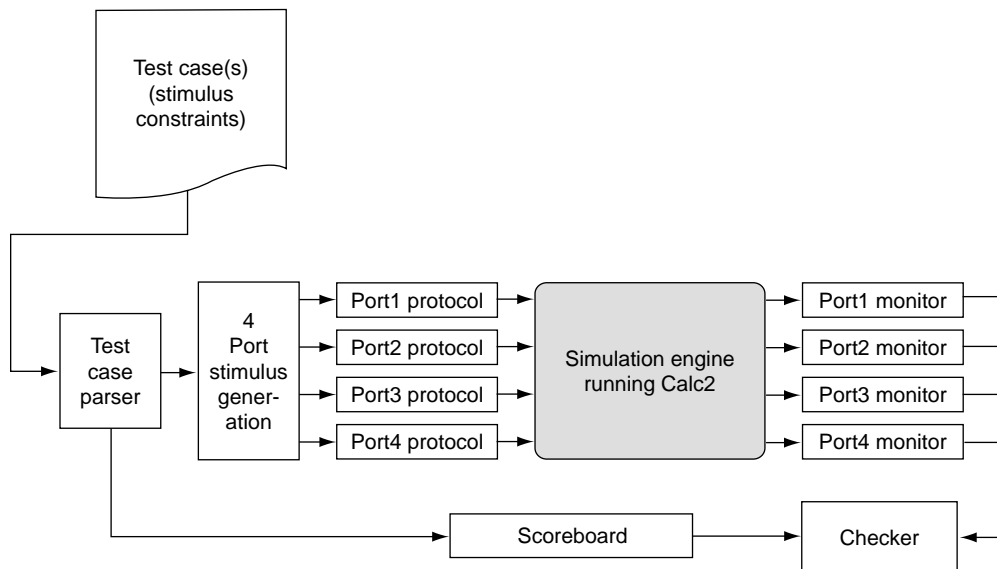 Test case(s)
(stimulus
constraints)
Test
case
parser
4
Port
stimulus
gener-
ation
Port1 protocol
Port2 protocol
Port3 protocol
Port4 protocol
Simulation engine
running Calc2
Port1 monitor
Port2 monitor
Port3 monitor
Port4 monitor
Scoreboard
Checker